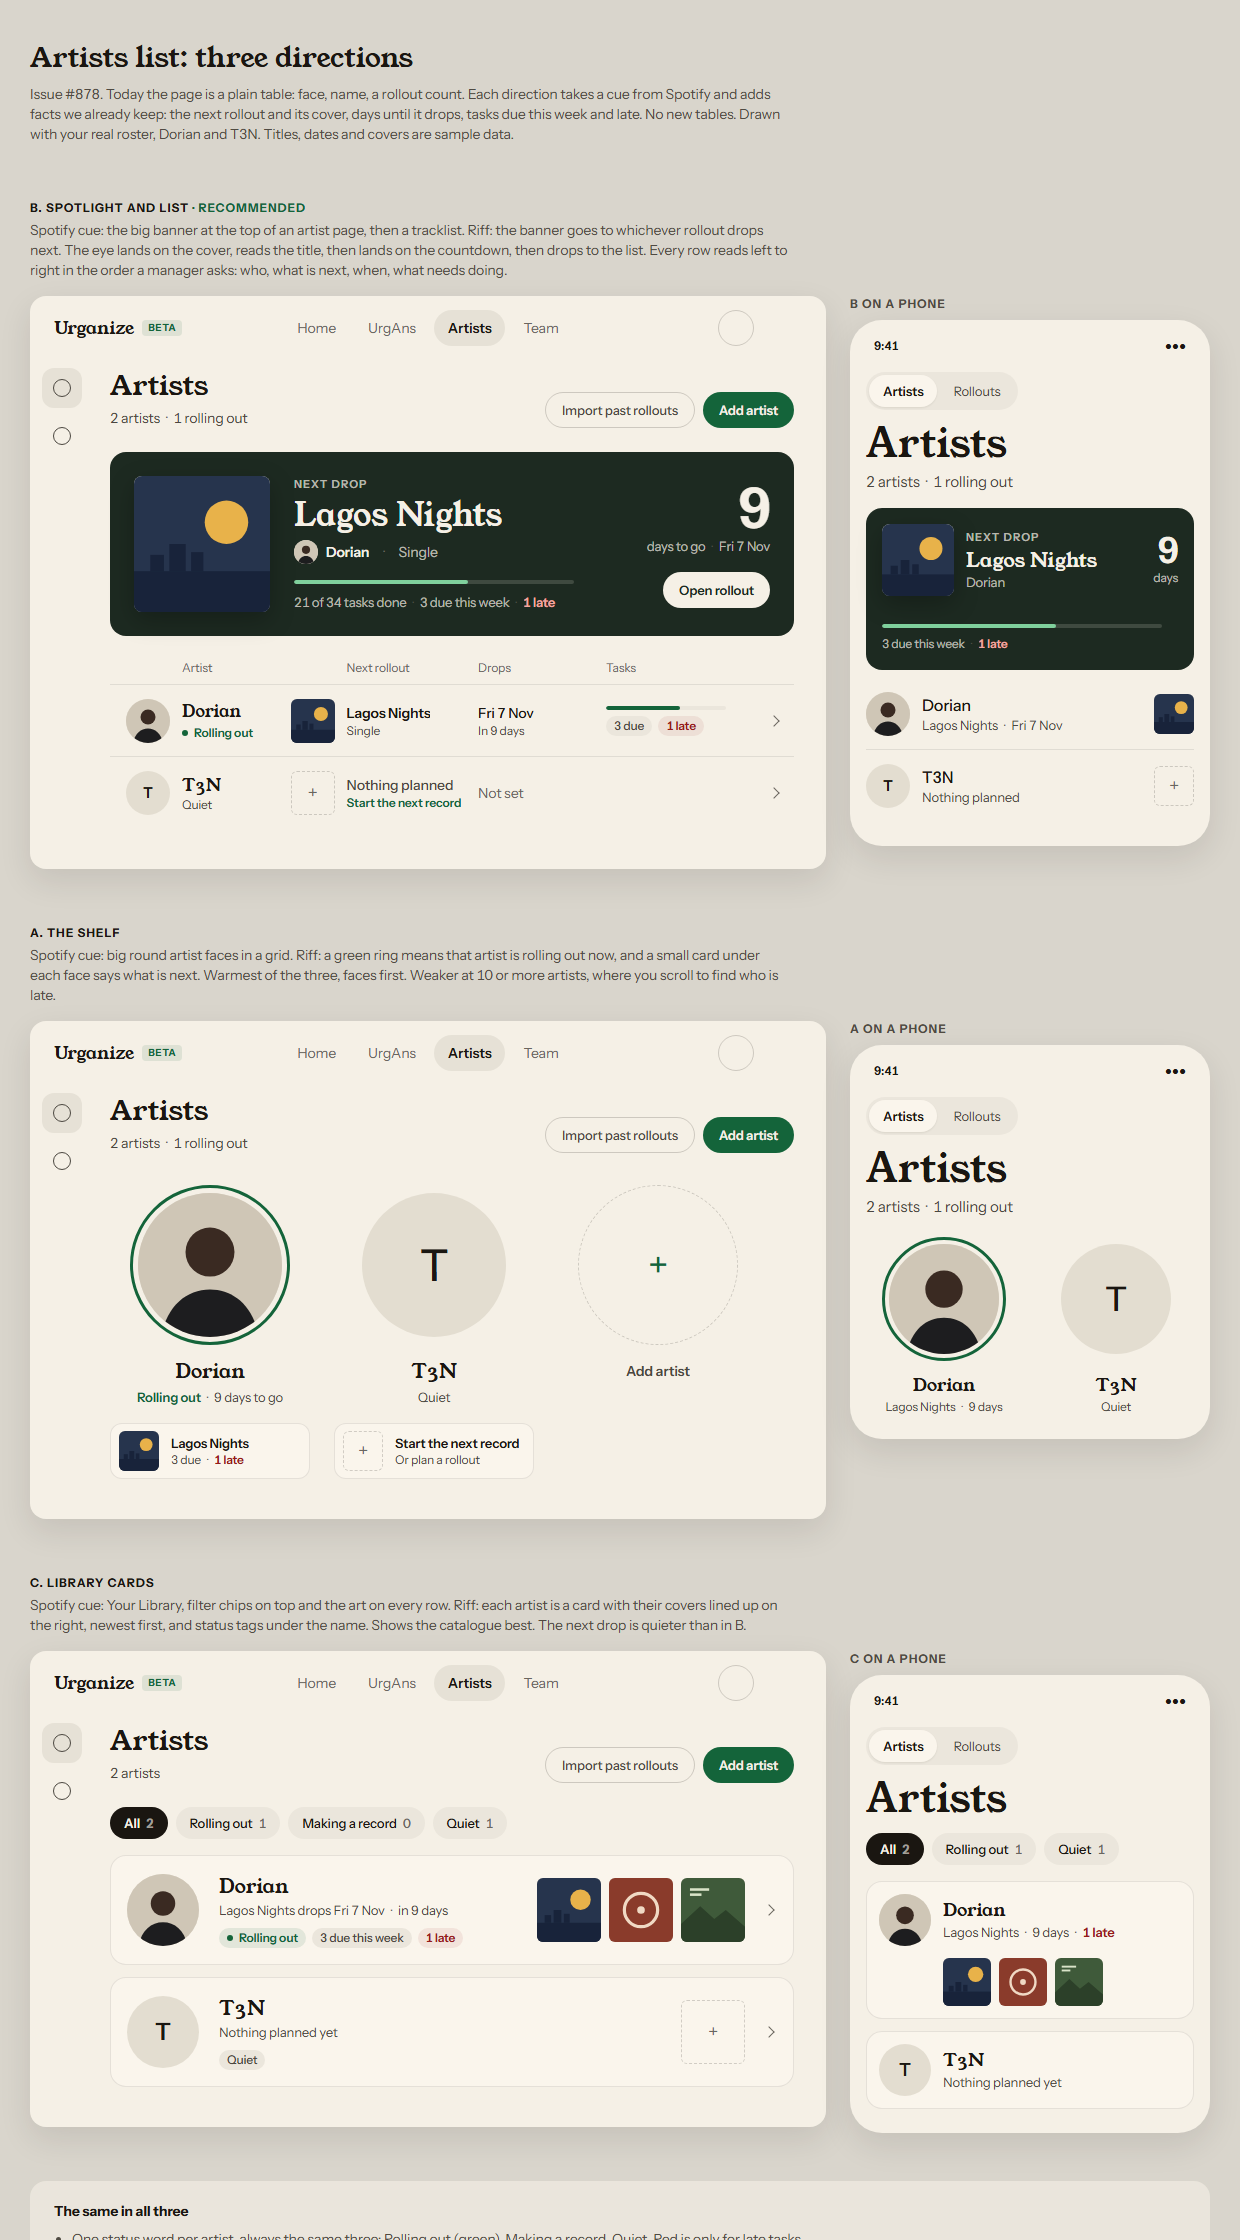 Artists list: three directions
Issue #878. Today the page is a plain table: face, name, a rollout count. Each direction takes a cue from Spotify and adds
facts we already keep: the next rollout and its cover, days until it drops, tasks due this week and late. No new tables. Drawn
with your real roster, Dorian and T3N. Titles, dates and covers are sample data.
B. SPOTLIGHT AND LIST · RECOMMENDED
Spotify cue: the big banner at the top of an artist page, then a tracklist. Riff: the banner goes to whichever rollout drops
next. The eye lands on the cover, reads the title, then lands on the countdown, then drops to the list. Every row reads left to
right in the order a manager asks: who, what is next, when, what needs doing.
Urganize BETA
Home UrgAns Artists Team
Artists
2 artists · 1 rolling out
Import past rollouts
Add artist
NEXT DROP
Lagos Nights
Dorian · Single
21 of 34 tasks done · 3 due this week · 1 late
9
days to go · Fri 7 Nov
Open rollout
Artist Next rollout Drops Tasks
Dorian
Rolling out
Lagos Nights
Single
Fri 7 Nov
In 9 days
3 due 1 late
T
T3N
Quiet
+
Nothing planned
Start the next record
Not set
B ON A PHONE
9:41
Artists Rollouts
Artists
2 artists · 1 rolling out
NEXT DROP
Lagos Nights
Dorian
9
days
3 due this week · 1 late
Dorian
Lagos Nights · Fri 7 Nov
T
T3N
Nothing planned
+
A. THE SHELF
Spotify cue: big round artist faces in a grid. Riff: a green ring means that artist is rolling out now, and a small card under
each face says what is next. Warmest of the three, faces first. Weaker at 10 or more artists, where you scroll to find who is
late.
Urganize BETA
Home UrgAns Artists Team
Artists
2 artists · 1 rolling out
Import past rollouts
Add artist
T
+
Dorian
Rolling out · 9 days to go
T3N
Quiet
Add artist
Lagos Nights
3 due · 1 late
+
Start the next record
Or plan a rollout
A ON A PHONE
9:41
Artists Rollouts
Artists
2 artists · 1 rolling out
T
Dorian
Lagos Nights · 9 days
T3N
Quiet
C. LIBRARY CARDS
Spotify cue: Your Library, filter chips on top and the art on every row. Riff: each artist is a card with their covers lined up on
the right, newest first, and status tags under the name. Shows the catalogue best. The next drop is quieter than in B.
Urganize BETA
Home UrgAns Artists Team
Artists
2 artists
Import past rollouts
Add artist
All 2 Rolling out 1 Making a record 0 Quiet 1
Dorian
Lagos Nights drops Fri 7 Nov · in 9 days
Rolling out 3 due this week 1 late
T
T3N
Nothing planned yet
Quiet
+
C ON A PHONE
9:41
Artists Rollouts
Artists
All 2 Rolling out 1 Quiet 1
Dorian
Lagos Nights · 9 days · 1 late
T
T3N
Nothing planned yet
The same in all three
One status word per artist, always the same three: Rolling out (green), Making a record, Quiet. Red is only for late tasks.